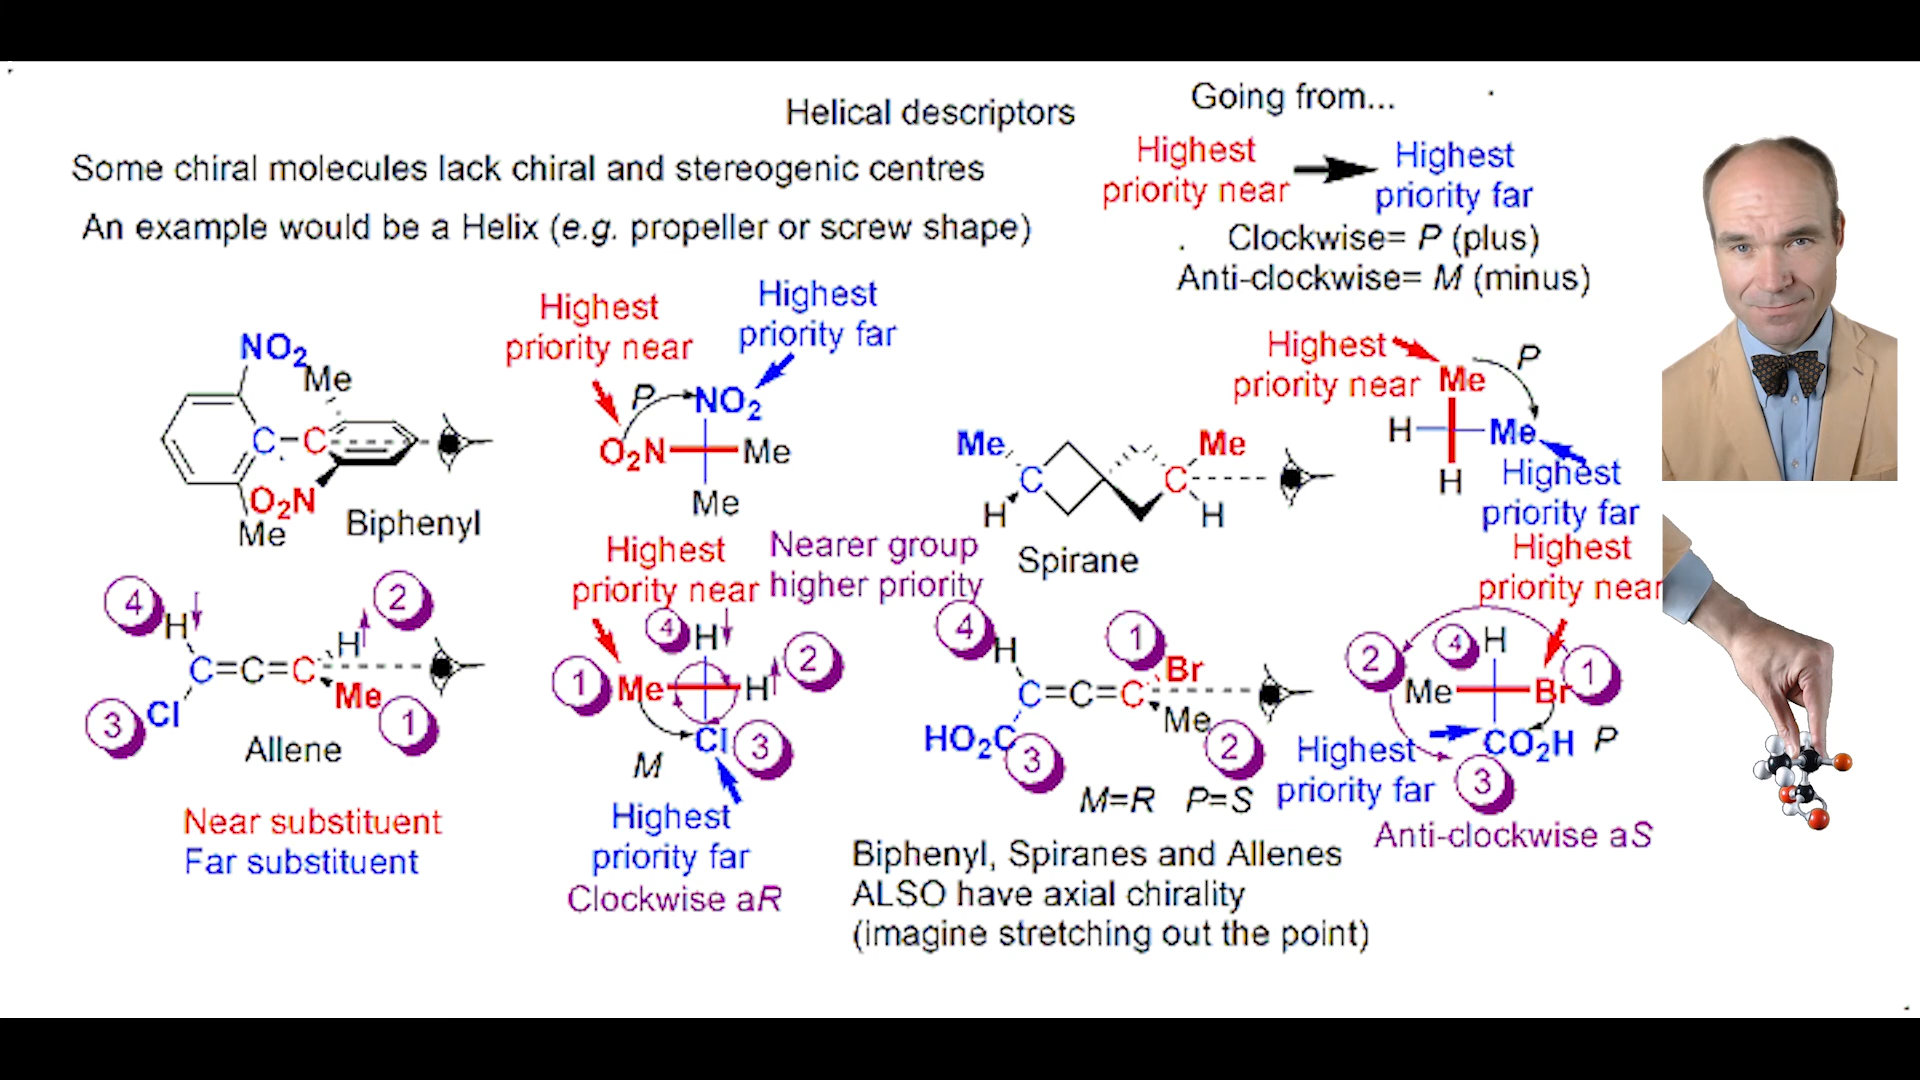 Helical descriptors
Going from...
Some chiral molecules lack chiral and stereogenic centres
Highest
priority near
Highest
priority far
An example would be a Helix (e.g. propeller or screw shape)
Clockwise= P (plus)
Anti-clockwise= M (minus)
NO2
Me
C
C
O2N
Me
Biphenyl
Highest
priority near
Highest
priority far
P
NO2
O2N
Me
Me
Me
C
H
Me
C
H
Spirane
Highest
priority near
Me
P
H
Me
H
Highest
priority far
4
H
2
H
C=C=C
Me
Cl
3
1
Allene
Near substituent
Far substituent
Highest
priority near
Nearer group
higher priority
4
H
2
1
Me
H
Cl
3
M
Highest
priority far
Clockwise aR
4
H
1
Br
C=C=C
Me
HO2C
3
2
M=R P=S
Highest
priority near
2
4
H
1
Me
Br
CO2H
P
3
Highest
priority far
Anti-clockwise aS
Biphenyl, Spiranes and Allenes
ALSO have axial chirality
(imagine stretching out the point)